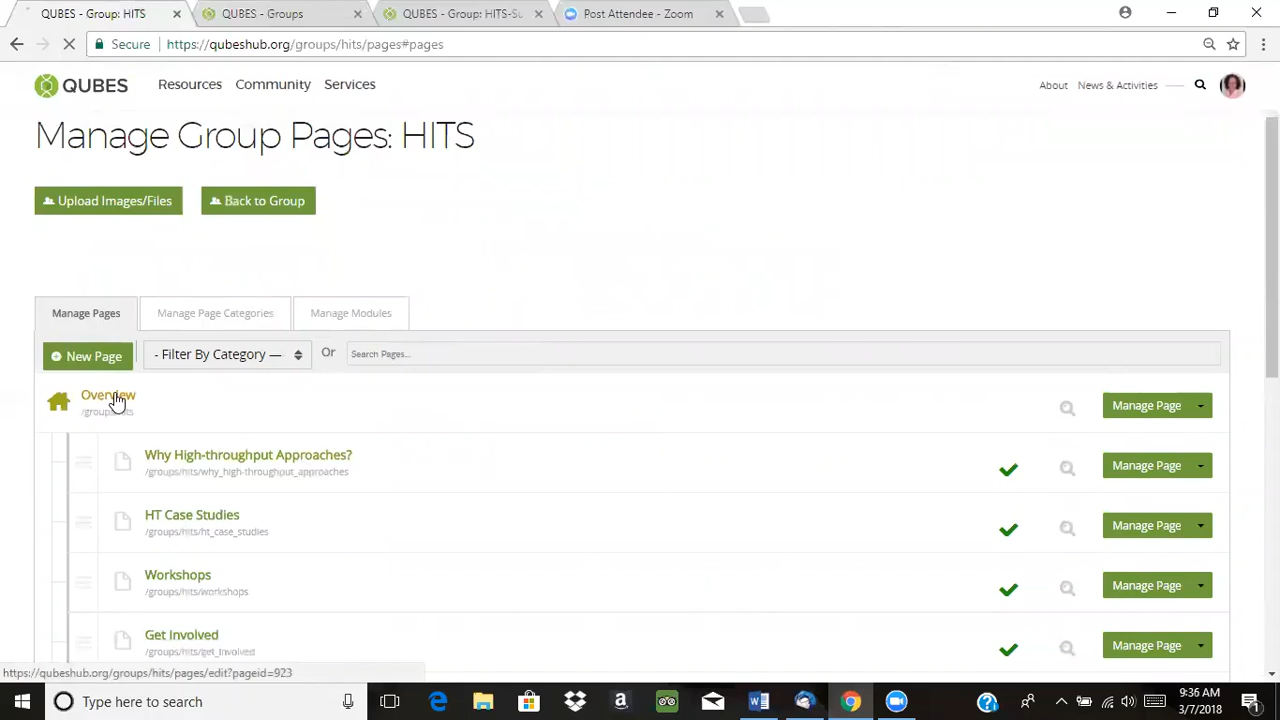 QUBES - Group: HITS
QUBES - Groups
QUBES - Group: HITS-Su
Post Attendee - Zoom
Secure
https://qubeshub.org/groups/hits/pages#pages
QUBES
Resources
Community
Services
About
News & Activities
Manage Group Pages: HITS
Upload Images/Files
Back to Group
Manage Pages
Manage Page Categories
Manage Modules
New Page
- Filter By Category —
Or
Search Pages...
Overview
/groups/hits
Manage Page
Why High-throughput Approaches?
/groups/hits/why_high-throughput_approaches
Manage Page
HT Case Studies
/groups/hits/ht_case_studies
Manage Page
Workshops
/groups/hits/workshops
Manage Page
Get Involved
/groups/hits/get_involved
Manage Page
https://qubeshub.org/groups/hits/pages/edit?pageid=923
Type here to search
9:36 AM
3/7/2018